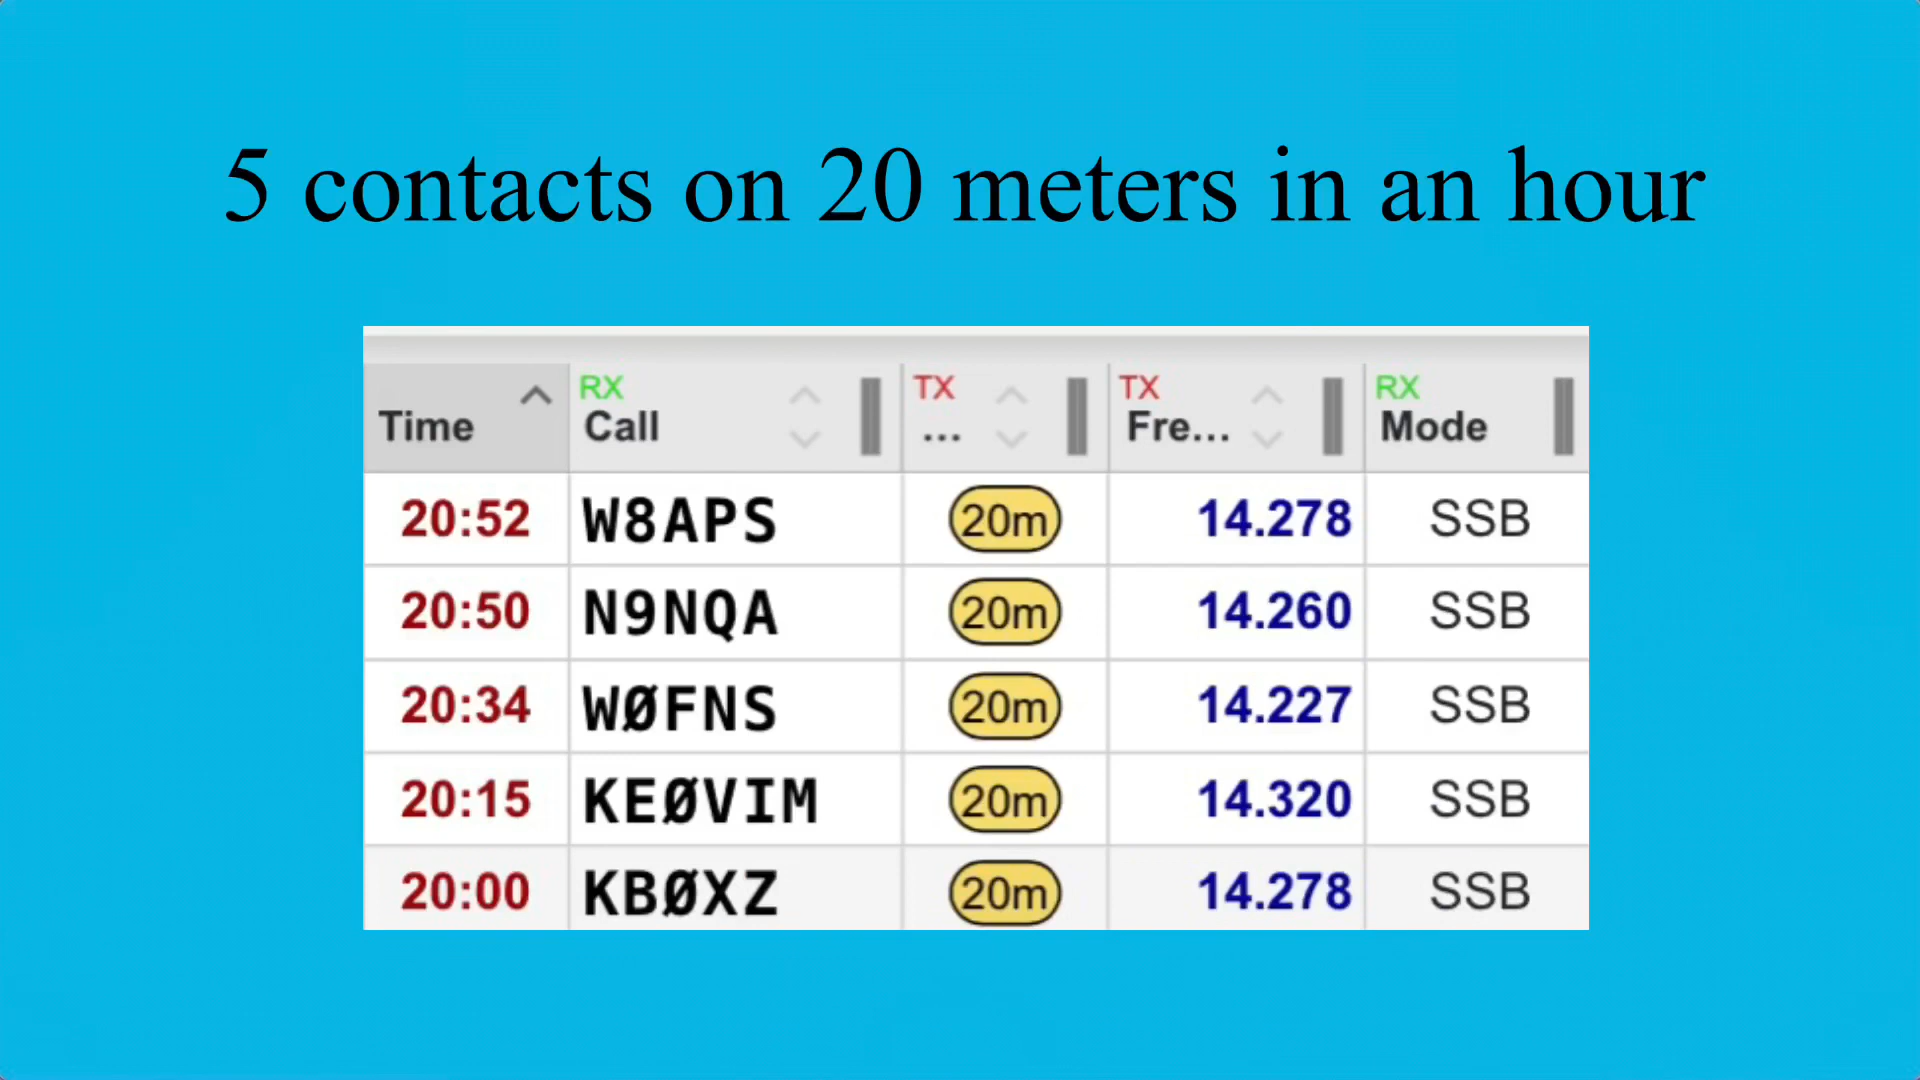 5 contacts on 20 meters in an hour
RX TX TX RX
Time Call ... Fre... Mode
20:52 W8APS 20m 14.278 SSB
20:50 N9NQA 20m 14.260 SSB
20:34 WØFNS 20m 14.227 SSB
20:15 KEØVIM 20m 14.320 SSB
20:00 KBØXZ 20m 14.278 SSB